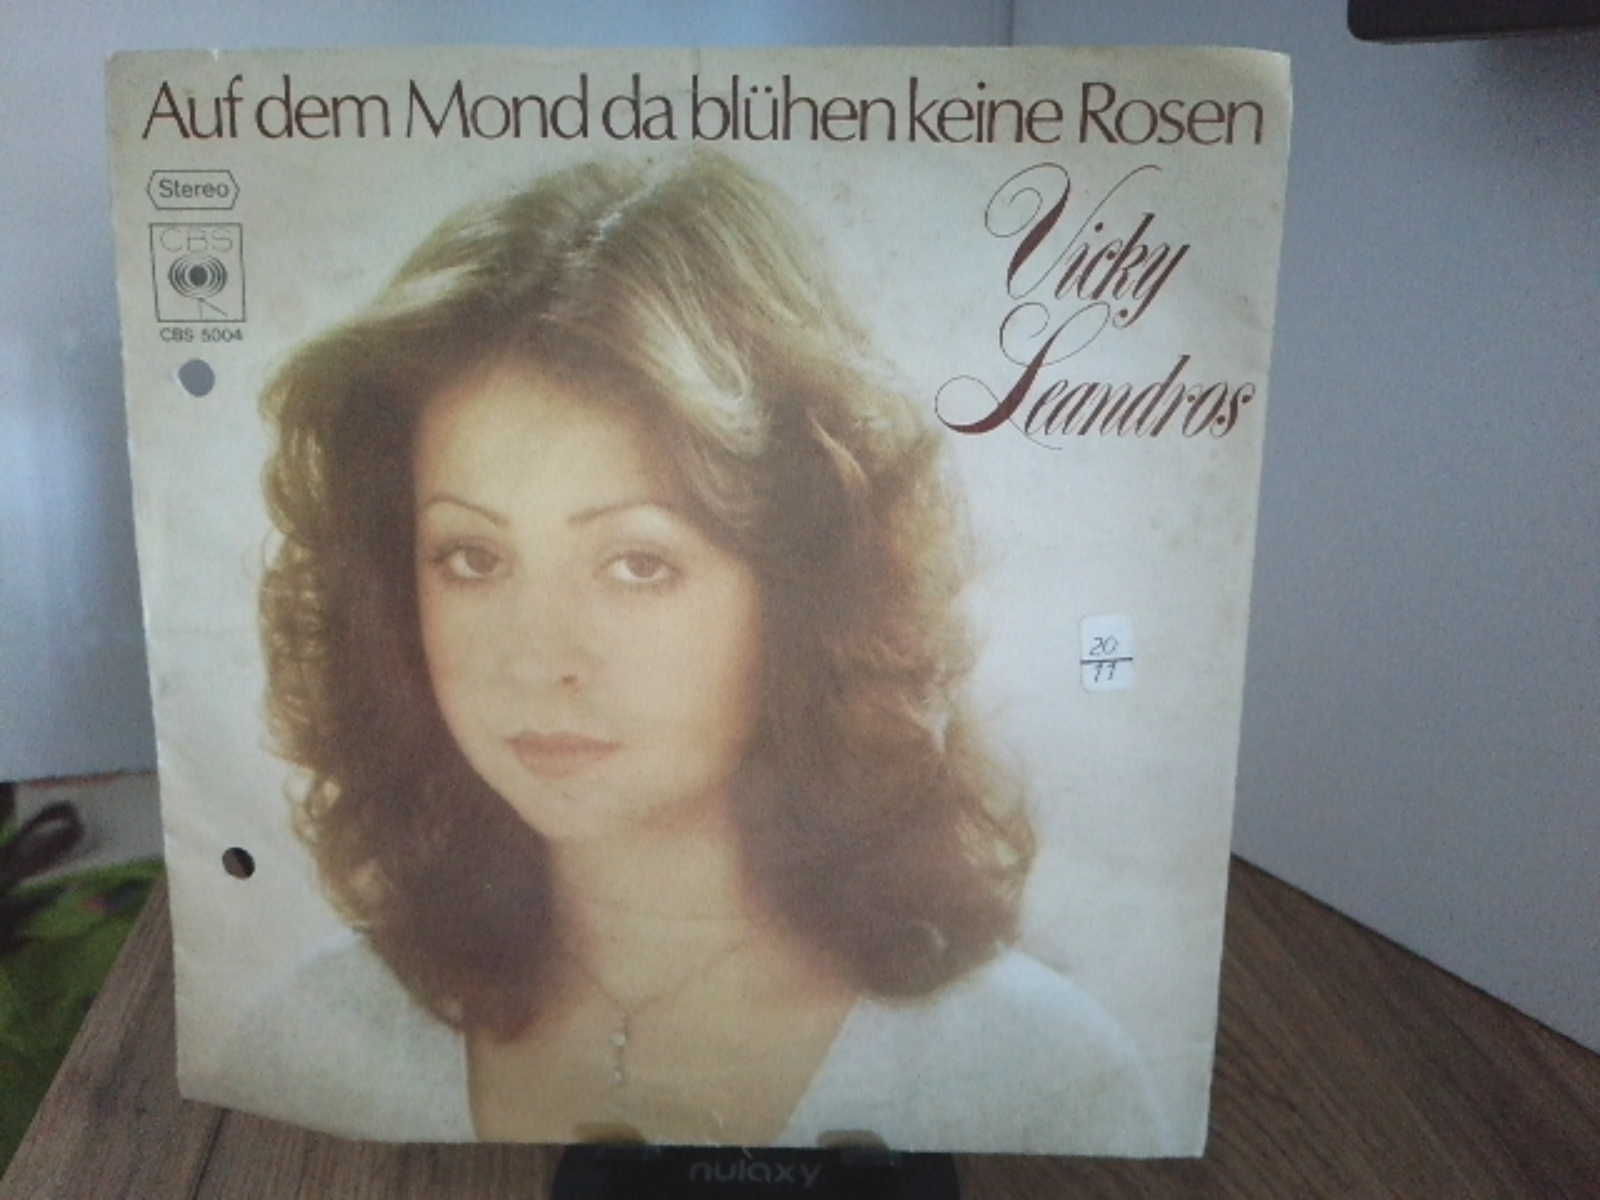 Auf dem Mond da blühen keine Rosen
Stereo
CBS
CBS 5004
Vicky
Leandros
20
11
nulaxy